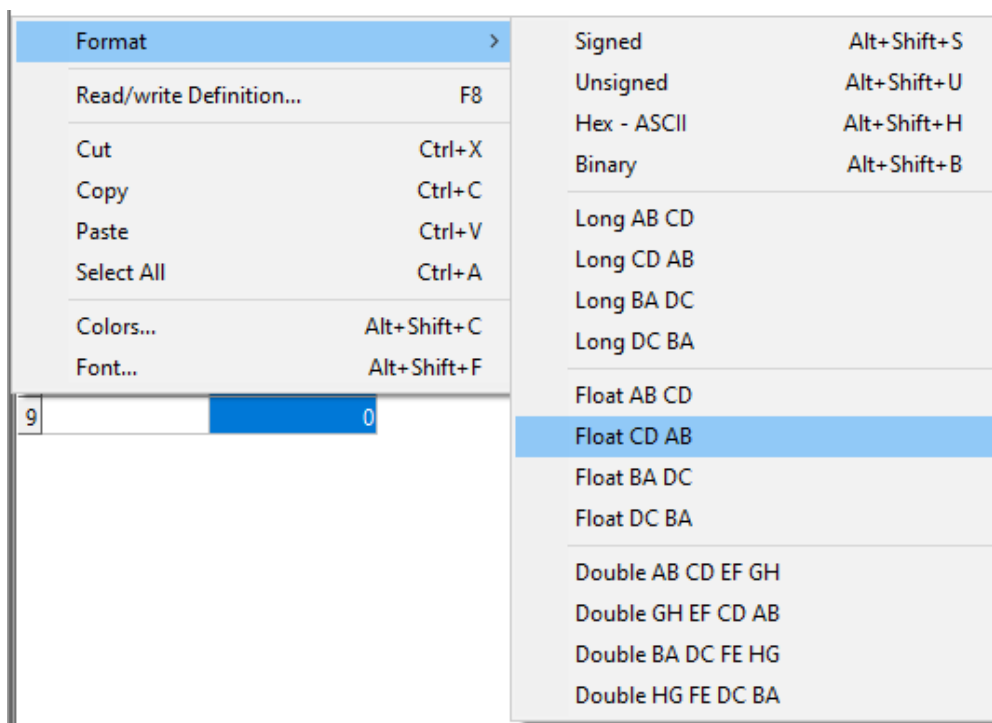 Format >
Read/write Definition... F8
Cut Ctrl+X
Copy Ctrl+C
Paste Ctrl+V
Select All Ctrl+A
Colors... Alt+Shift+C
Font... Alt+Shift+F
9 0
Signed Alt+Shift+S
Unsigned Alt+Shift+U
Hex - ASCII Alt+Shift+H
Binary Alt+Shift+B
Long AB CD
Long CD AB
Long BA DC
Long DC BA
Float AB CD
Float CD AB
Float BA DC
Float DC BA
Double AB CD EF GH
Double GH EF CD AB
Double BA DC FE HG
Double HG FE DC BA